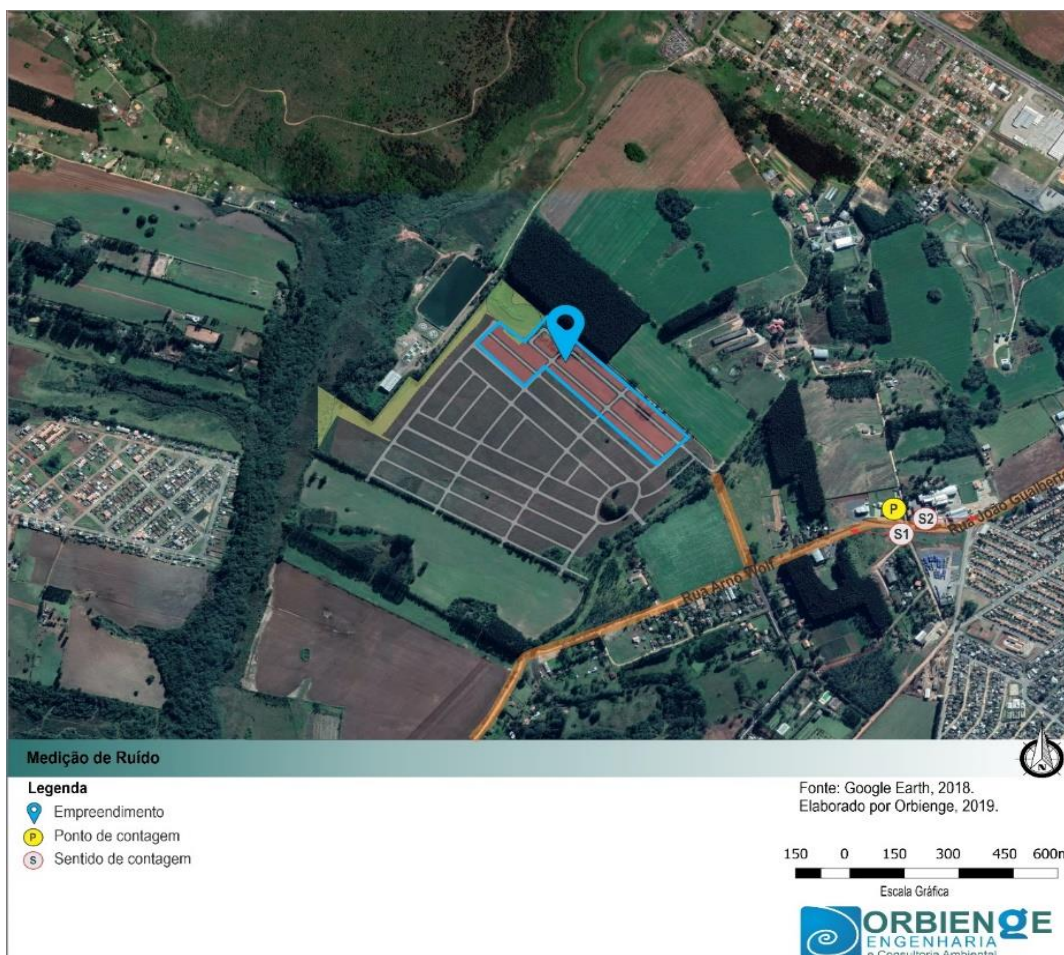 P
S2
S1
Rua João Gualberto
Rua Arno Wolf
Medição de Ruído
N
Legenda
Empreendimento
P Ponto de contagem
S Sentido de contagem
Fonte: Google Earth, 2018.
Elaborado por Orbienge, 2019.
150 0 150 300 450 600m
Escala Gráfica
ORBIENGE
ENGENHARIA
e Consultoria Ambiental